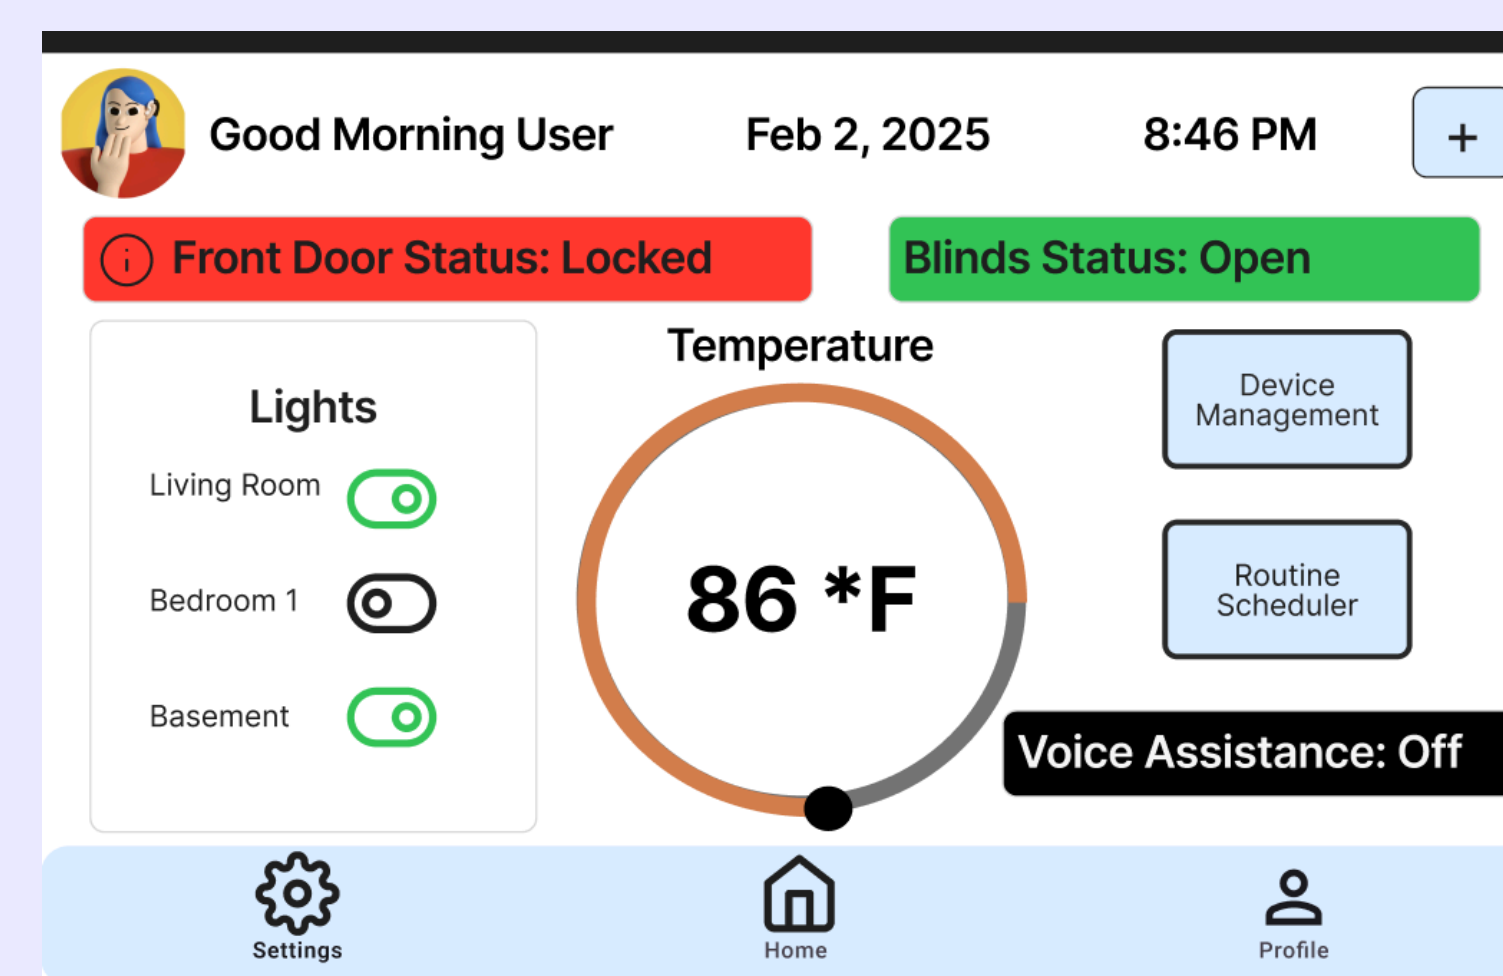 Good Morning User
Feb 2, 2025
8:46 PM
+
Front Door Status: Locked
Blinds Status: Open
Lights
Living Room
Bedroom 1
Basement
Temperature
86 *F
Device
Management
Routine
Scheduler
Voice Assistance: Off
Settings
Home
Profile